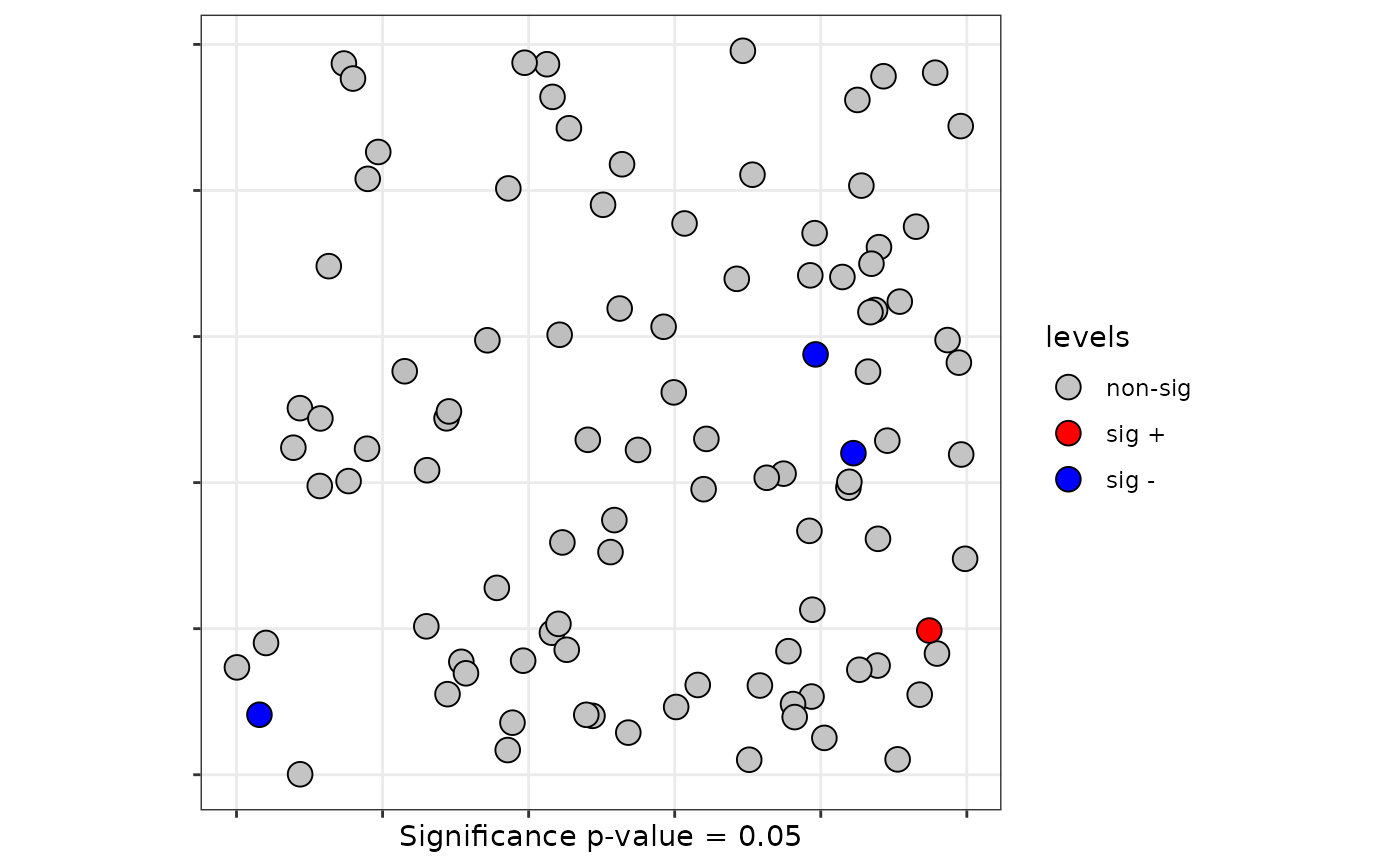 levels
non-sig
sig +
sig -
Significance p-value = 0.05